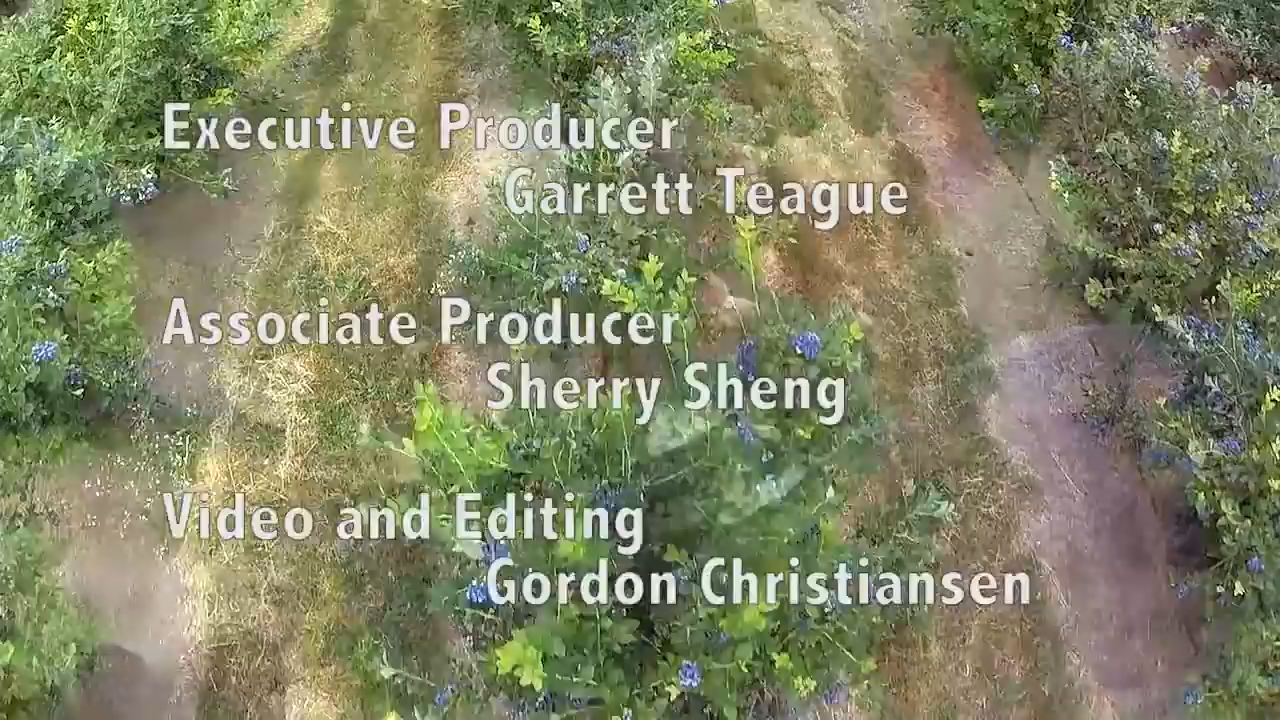 Executive Producer
Garrett Teague
Associate Producer
Sherry Sheng
Video and Editing
Gordon Christiansen